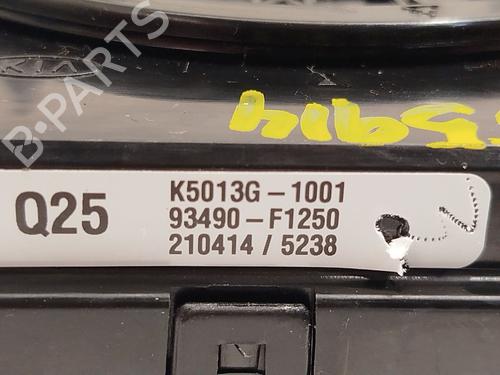 B-PARTS
KIA
Q25
K5013G-1001
93490-F1250
210414 / 5238